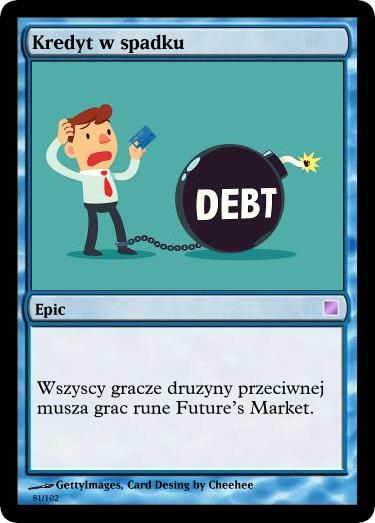 Kredyt w spadku
DEBT
Epic
Wszyscy gracze druzyny przeciwnej
musza grac rune Future's Market.
GettyImages, Card Desing by Cheehee
81/102